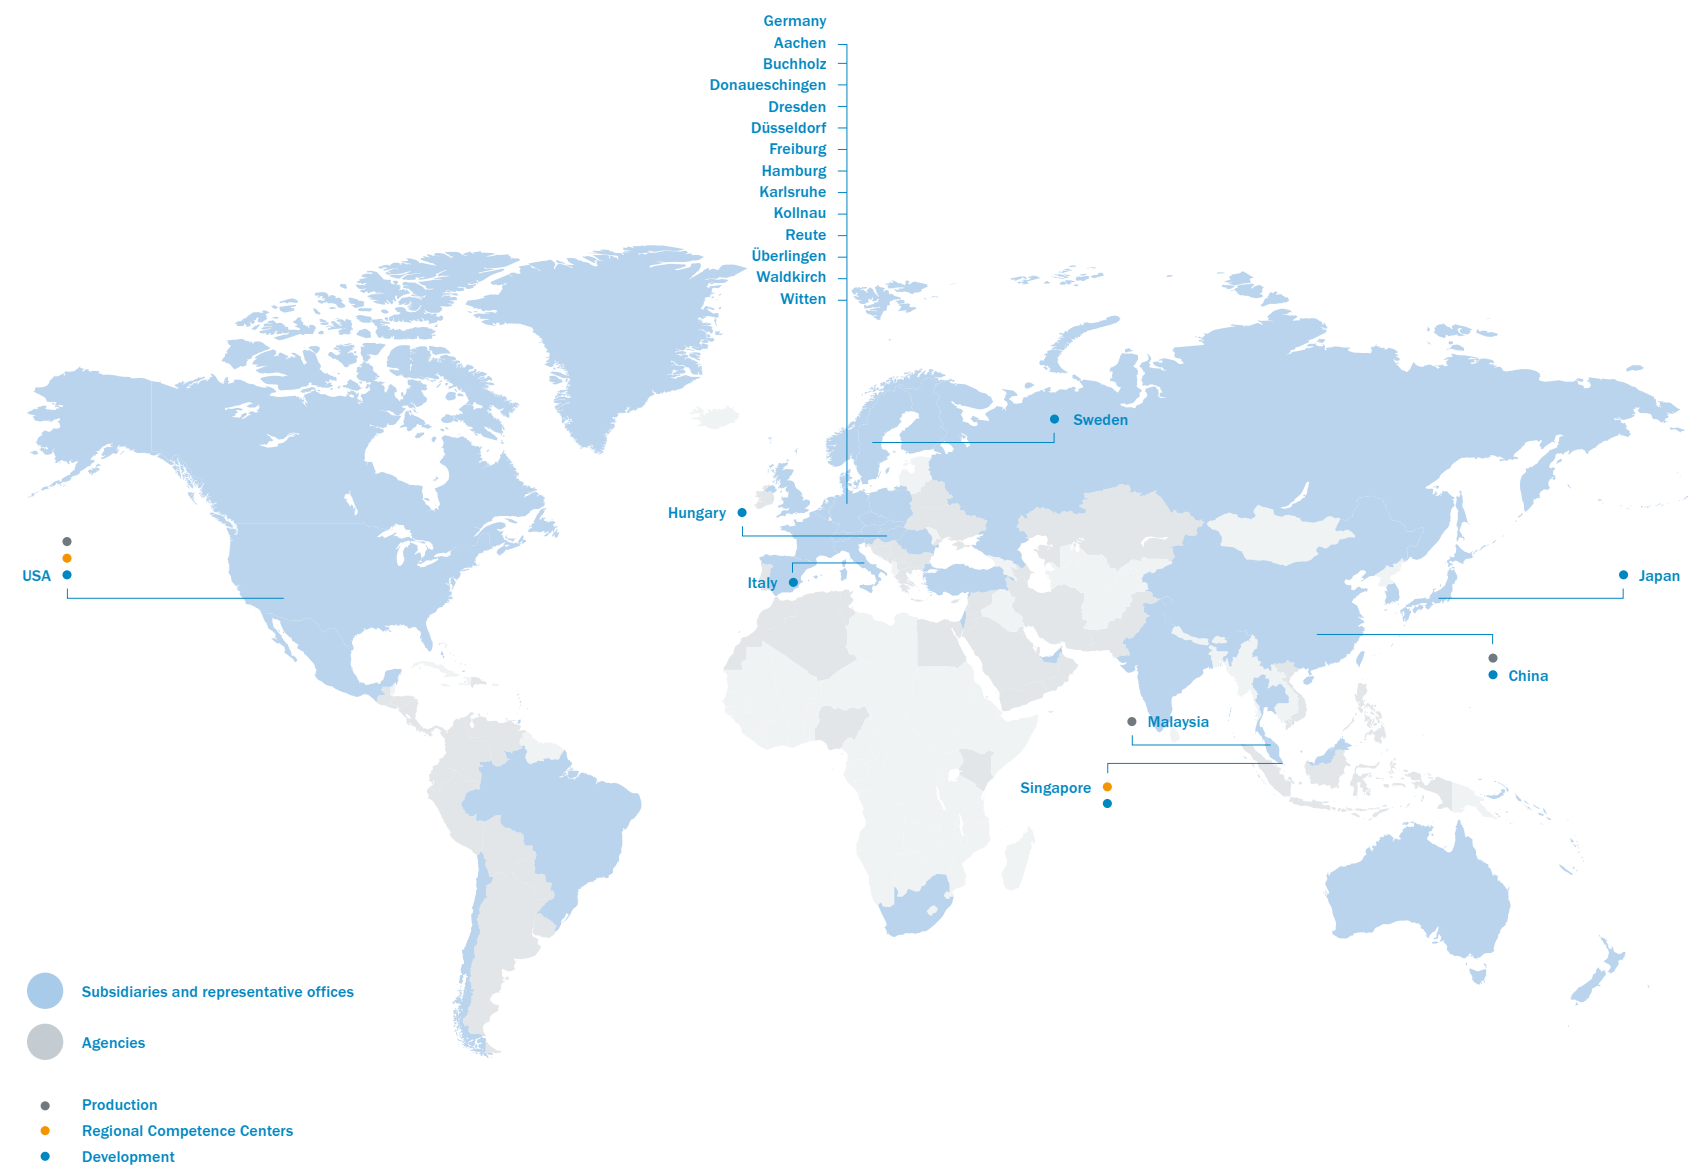 Germany
Aachen
Buchholz
Donaueschingen
Dresden
Düsseldorf
Freiburg
Hamburg
Karlsruhe
Kollnau
Reute
Überlingen
Waldkirch
Witten
Sweden
Hungary
Italy
USA
Japan
China
Malaysia
Singapore
Subsidiaries and representative offices
Agencies
Production
Regional Competence Centers
Development